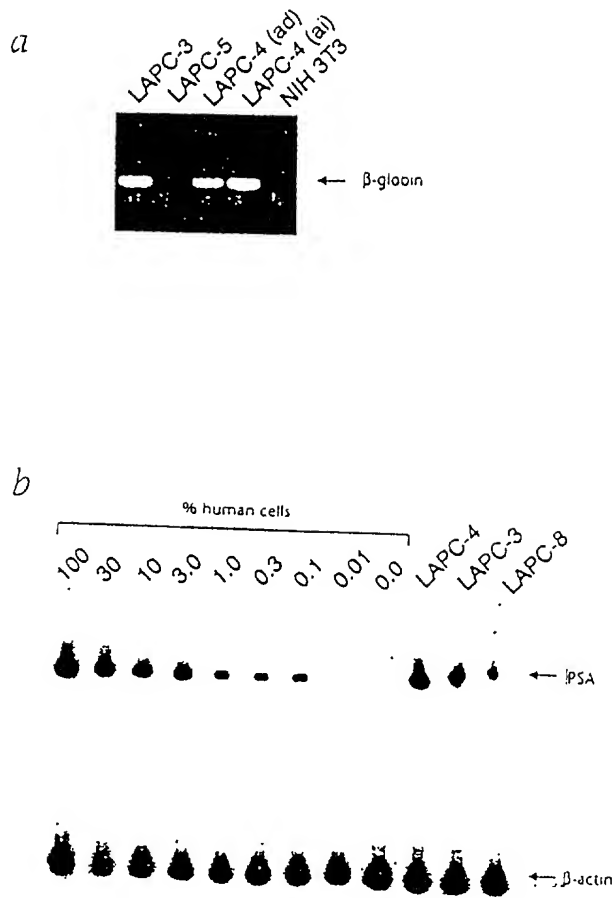 a
LAPC-3
LAPC-5
LAPC-4 (ad)
LAPC-4 (ai)
NIH 3T3
β-globin
b
% human cells
100
30
10
3.0
1.0
0.3
0.1
0.01
0.0
LAPC-4
LAPC-3
LAPC-8
PSA
β-actin